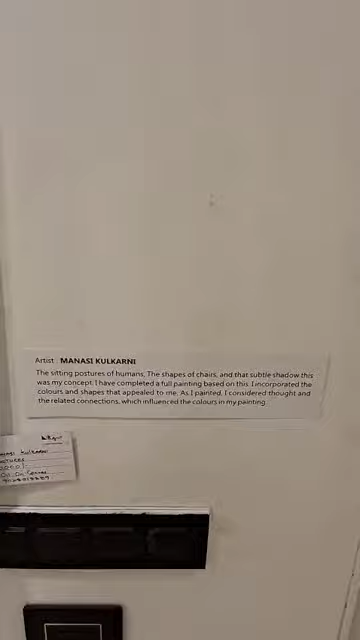 Artist : MANASI KULKARNI
The sitting postures of humans, The shapes of chairs, and that subtle shadow this
was my concept. I have completed a full painting based on this. I incorporated the
colours and shapes that appealed to me. As I painted, I considered thought and
the related connections, which influenced the colours in my painting.